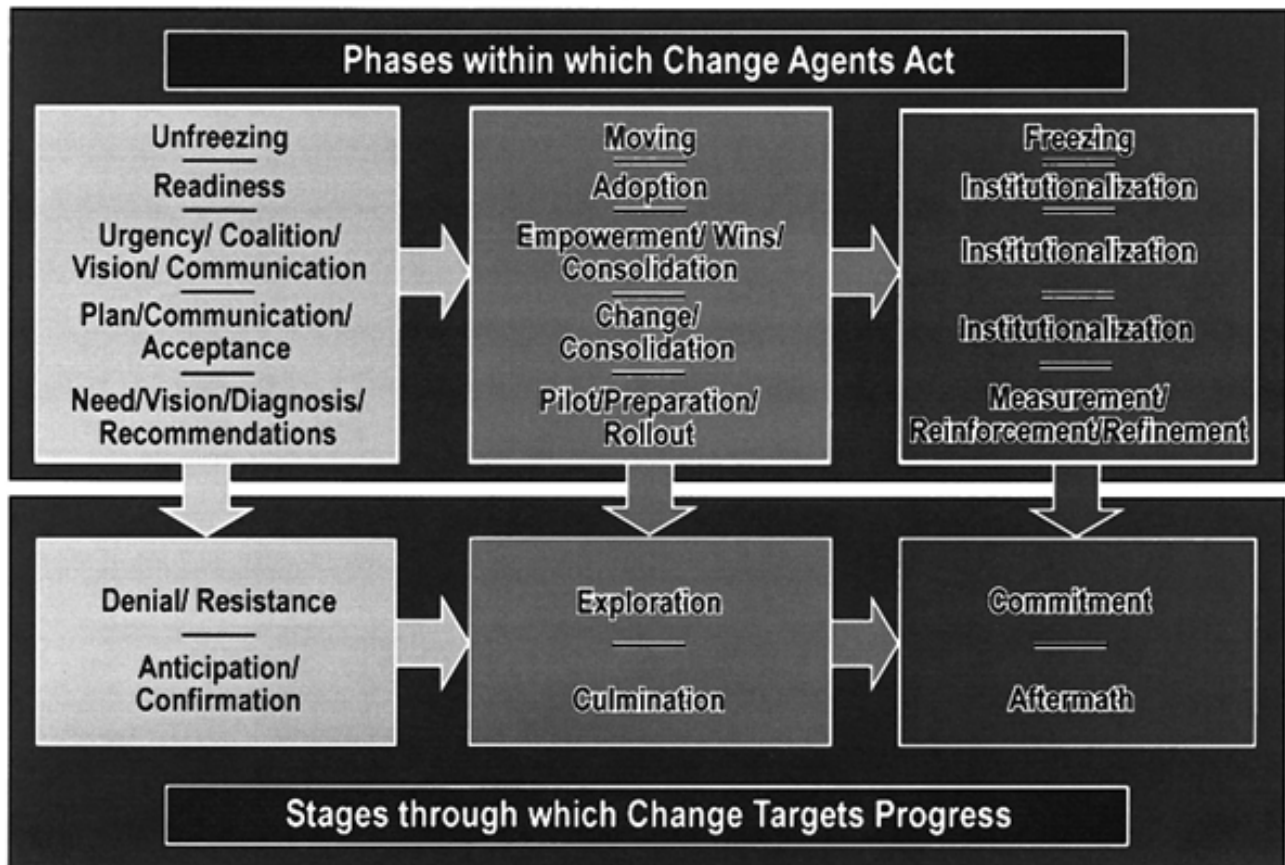 Phases within which Change Agents Act
Unfreezing
Readiness
Urgency/ Coalition/
Vision/ Communication
Plan/Communication/
Acceptance
Need/Vision/Diagnosis/
Recommendations
Moving
Adoption
Empowerment/ Wins/
Consolidation
Change/
Consolidation
Pilot/Preparation/
Rollout
Freezing
Institutionalization
Institutionalization
Institutionalization
Measurement/
Reinforcement/Refinement
Denial/ Resistance
Anticipation/
Confirmation
Exploration
Culmination
Commitment
Aftermath
Stages through which Change Targets Progress